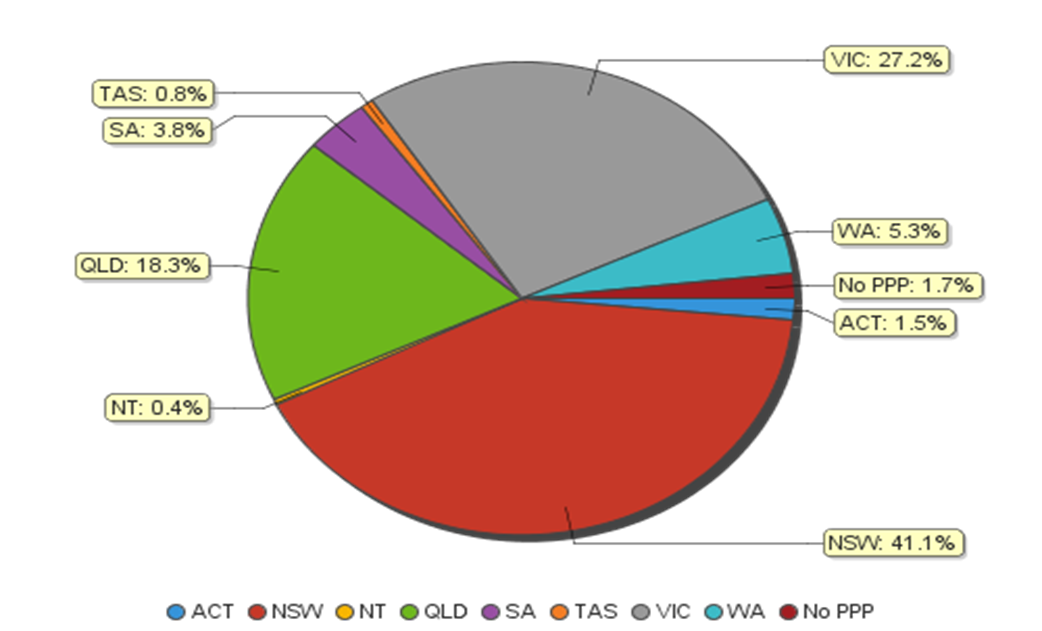 VIC: 27.2%
TAS: 0.8%
SA: 3.8%
WA: 5.3%
QLD: 18.3%
No PPP: 1.7%
ACT: 1.5%
NT: 0.4%
NSW: 41.1%
ACT NSW NT QLD SA TAS VIC WA No PPP